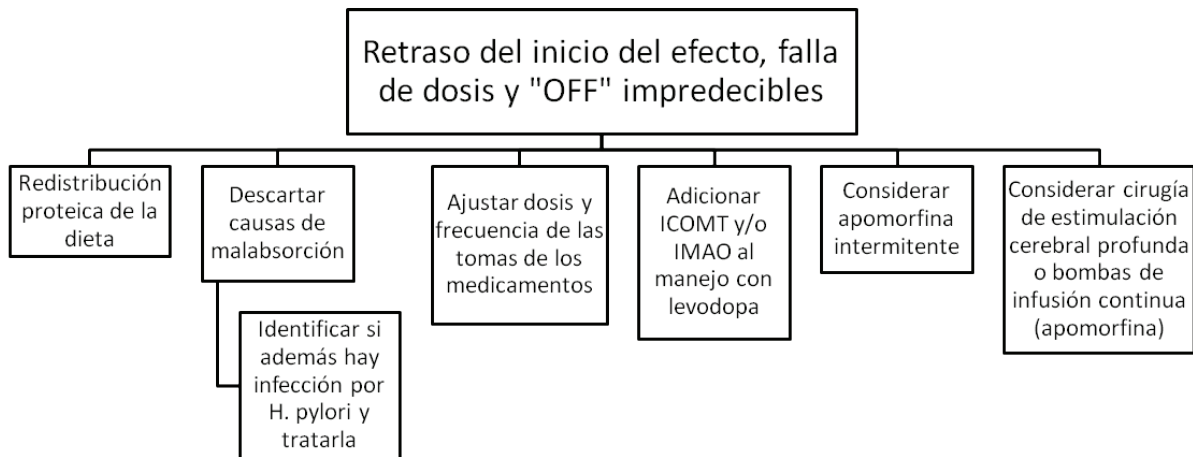 Retraso del inicio del efecto, falla
de dosis y "OFF" impredecibles
Redistribución
proteica de la
dieta
Descartar
causas de
malabsorción
Identificar si
además hay
infección por
H. pylori y
tratarla
Ajustar dosis y
frecuencia de las
tomas de los
medicamentos
Adicionar
ICOMT y/o
IMAO al
manejo con
levodopa
Considerar
apomorfina
intermitente
Considerar cirugía
de estimulación
cerebral profunda
o bombas de
infusión continua
(apomorfina)